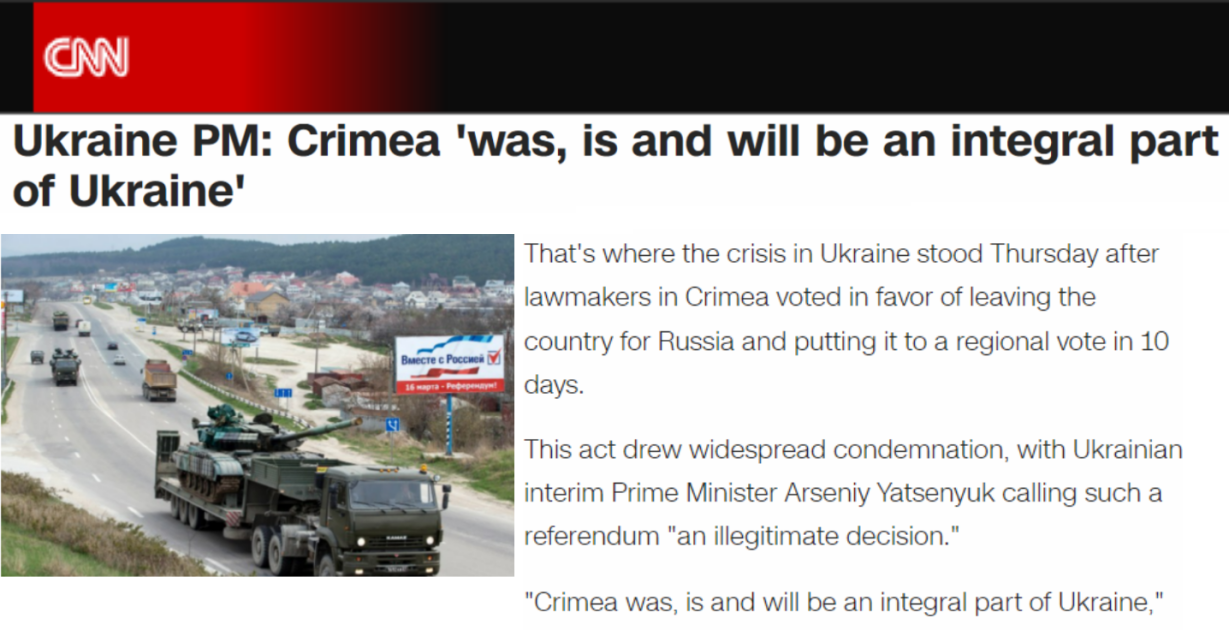 CNN
Ukraine PM: Crimea 'was, is and will be an integral part
of Ukraine'
Вместе с Россией
16 марта - Референдум!
That's where the crisis in Ukraine stood Thursday after
lawmakers in Crimea voted in favor of leaving the
country for Russia and putting it to a regional vote in 10
days.
This act drew widespread condemnation, with Ukrainian
interim Prime Minister Arseniy Yatsenyuk calling such a
referendum "an illegitimate decision."
"Crimea was, is and will be an integral part of Ukraine,"